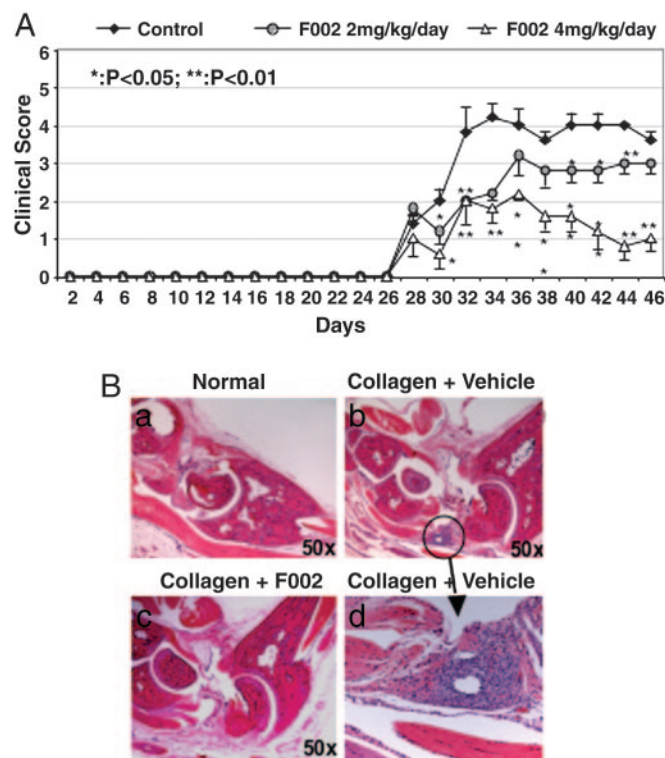 A
Control F002 2mg/kg/day F002 4mg/kg/day
*:P<0.05; **:P<0.01
Clinical Score
6
5
4
3
2
1
0
* * * **
**
* * * ** **
* ** ** * * * *
* * *
*
2 4 6 8 10 12 14 16 18 20 22 24 26 28 30 32 34 36 38 40 42 44 46
Days
B
Normal Collagen + Vehicle
a b
50x 50x
Collagen + F002 Collagen + Vehicle
c d
50x